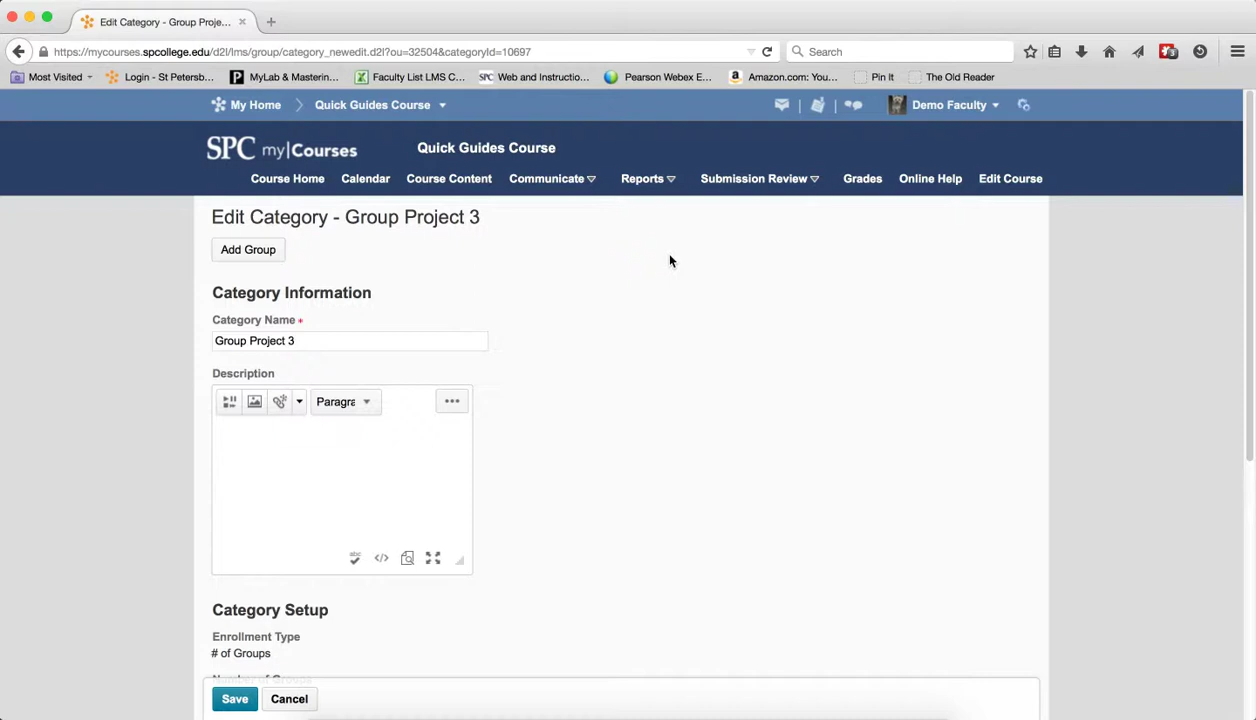 Edit Category - Group Proje...
https://mycourses.spcollege.edu/d2l/lms/group/category_newedit.d2l?ou=32504&categoryId=10697
Search
Most Visited
Login - St Petersb...
MyLab & Masterin...
Faculty List LMS C...
SPC Web and Instructio...
Pearson Webex E...
Amazon.com: You...
Pin It
The Old Reader
My Home
Quick Guides Course
Demo Faculty
SPC my|Courses
Quick Guides Course
Course Home
Calendar
Course Content
Communicate
Reports
Submission Review
Grades
Online Help
Edit Course
Edit Category - Group Project 3
Add Group
Category Information
Category Name *
Group Project 3
Description
Paragra
Category Setup
Enrollment Type
# of Groups
Number of Groups
Save
Cancel